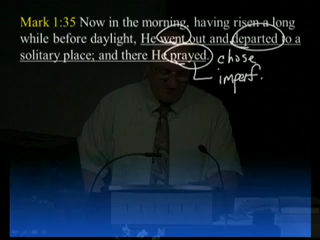 Mark 1:35 Now in the morning, having risen a long
while before daylight, He went out and departed to a
solitary place; and there He prayed.
chose
imperf.